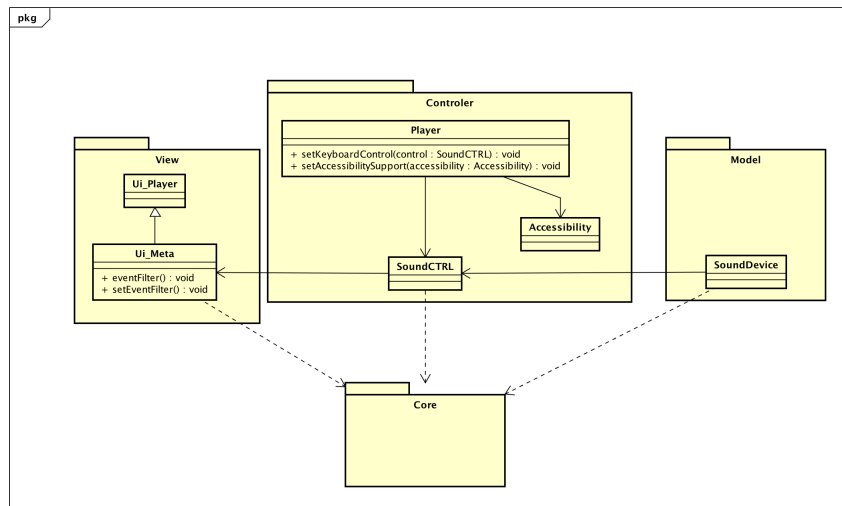 pkg
Controler
Player
+ setKeyboardControl(control : SoundCTRL) : void
+ setAccessibilitySupport(accessibility : Accessibility) : void
View
Ui_Player
Ui_Meta
+ eventFilter() : void
+ setEventFilter() : void
Accessibility
SoundCTRL
Model
SoundDevice
Core